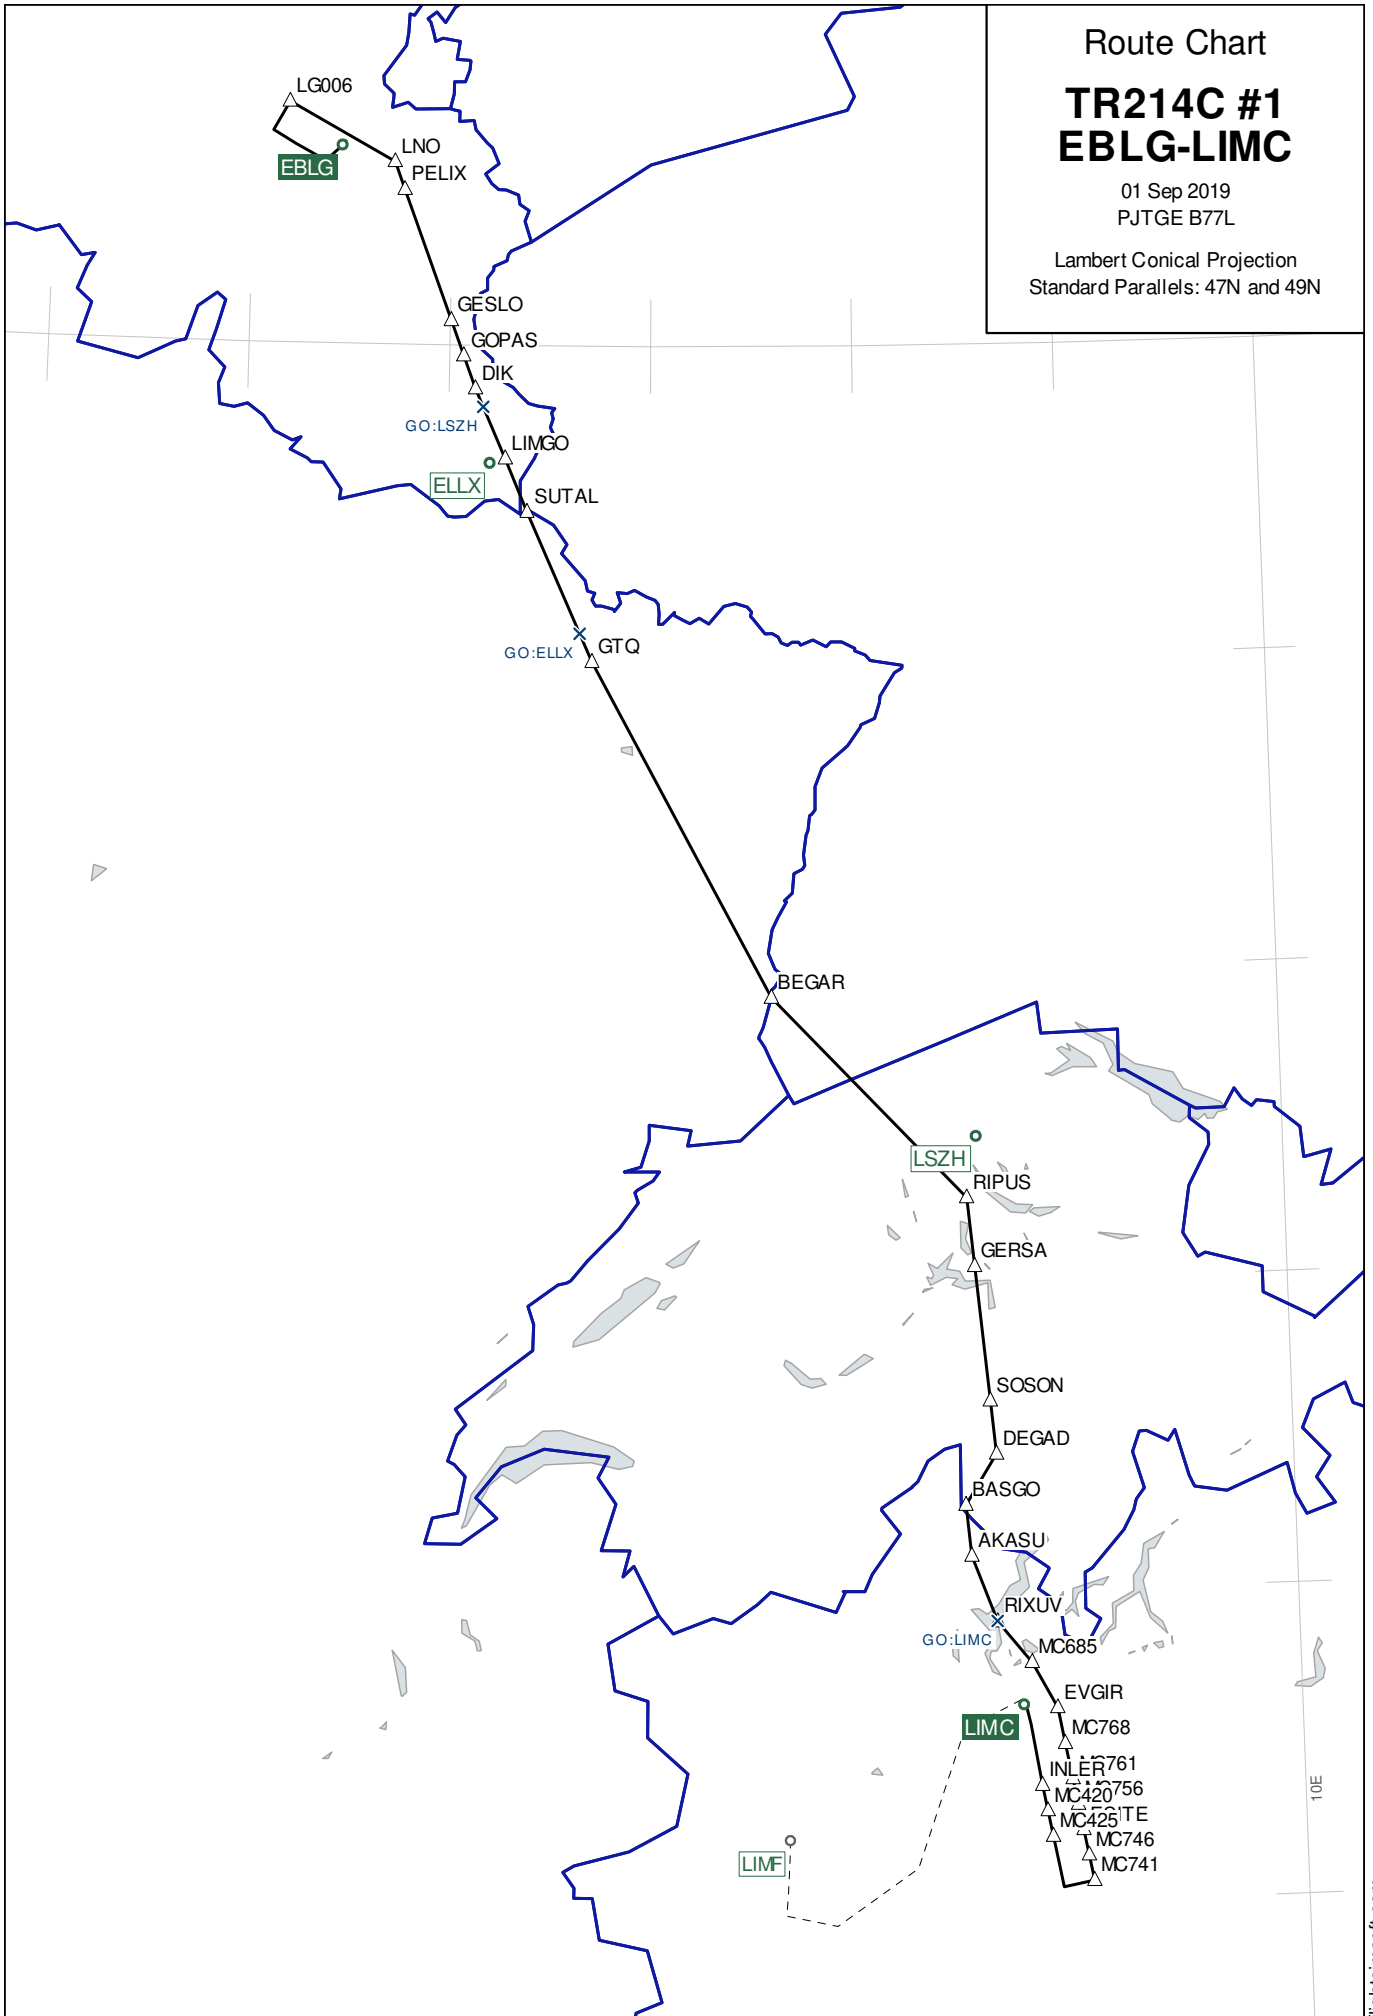 Route Chart
TR214C #1
EBLG-LIMC
01 Sep 2019
PJTGE B77L
Lambert Conical Projection
Standard Parallels: 47N and 49N
LG006
LNO
EBLG
PELIX
GESLO
GOPAS
DIK
GO:LSZH
LIMGO
ELLX
SUTAL
GTQ
GO:ELLX
BEGAR
LSZH
RIPUS
GERSA
SOSON
DEGAD
BASGO
AKASU
RIXUV
GO:LIMC
MC685
EVGIR
LIMC
MC768
INLER
MC420
MC425
MC746
LIMF
MC741
10E